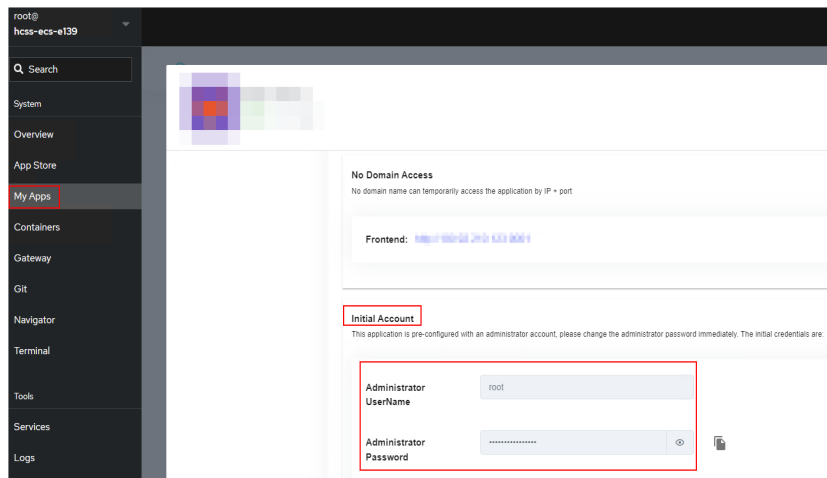 root@
hcss-ecs-e139
Search
System
Overview
App Store
My Apps
Containers
Gateway
Git
Navigator
Terminal
Tools
Services
Logs
No Domain Access
No domain name can temporarily access the application by IP + port
Frontend:
Initial Account
This application is pre-configured with an administrator account, please change the administrator password immediately. The initial credentials are:
Administrator
UserName
root
Administrator
Password